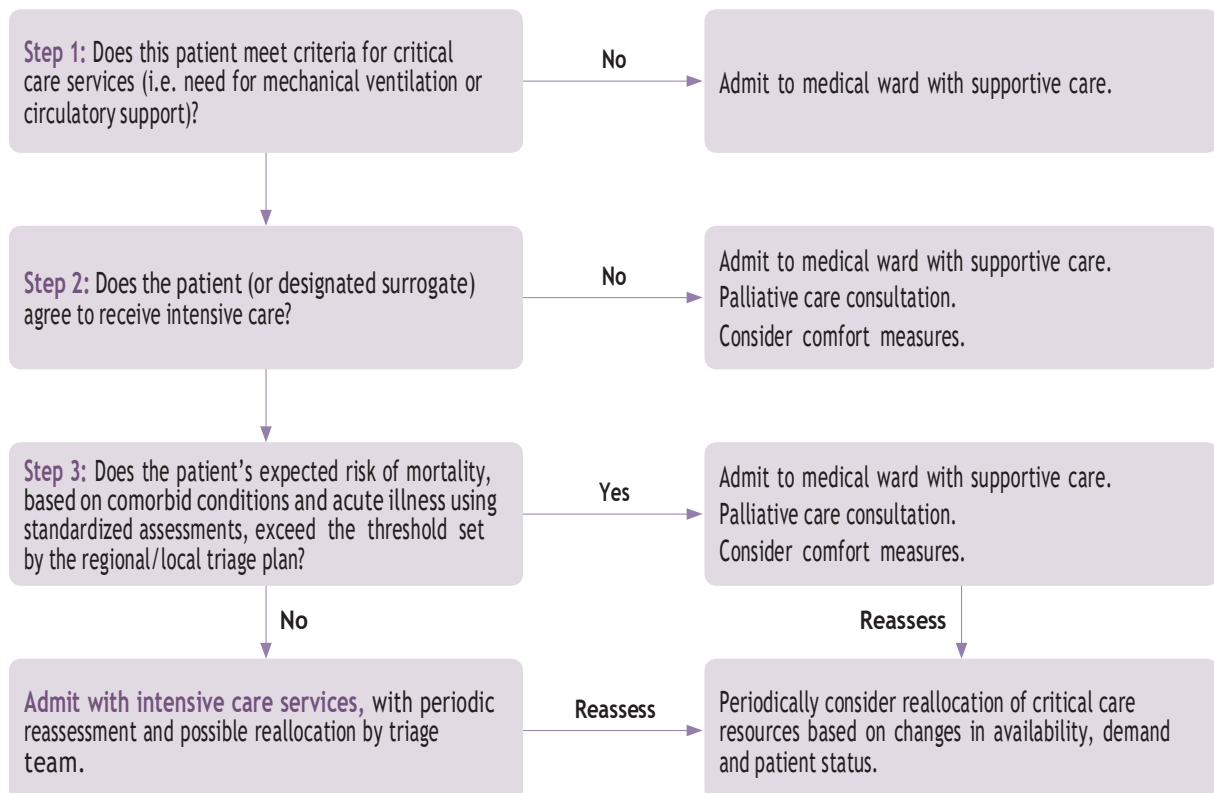 Step 1: Does this patient meet criteria for critical
care services (i.e. need for mechanical ventilation or
circulatory support)?
No
Admit to medical ward with supportive care.
Step 2: Does the patient (or designated surrogate)
agree to receive intensive care?
No
Admit to medical ward with supportive care.
Palliative care consultation.
Consider comfort measures.
Step 3: Does the patient's expected risk of mortality,
based on comorbid conditions and acute illness using
standardized assessments, exceed the threshold set
by the regional/local triage plan?
Yes
Admit to medical ward with supportive care.
Palliative care consultation.
Consider comfort measures.
No
Reassess
Admit with intensive care services, with periodic
reassessment and possible reallocation by triage
team.
Reassess
Periodically consider reallocation of critical care
resources based on changes in availability, demand
and patient status.